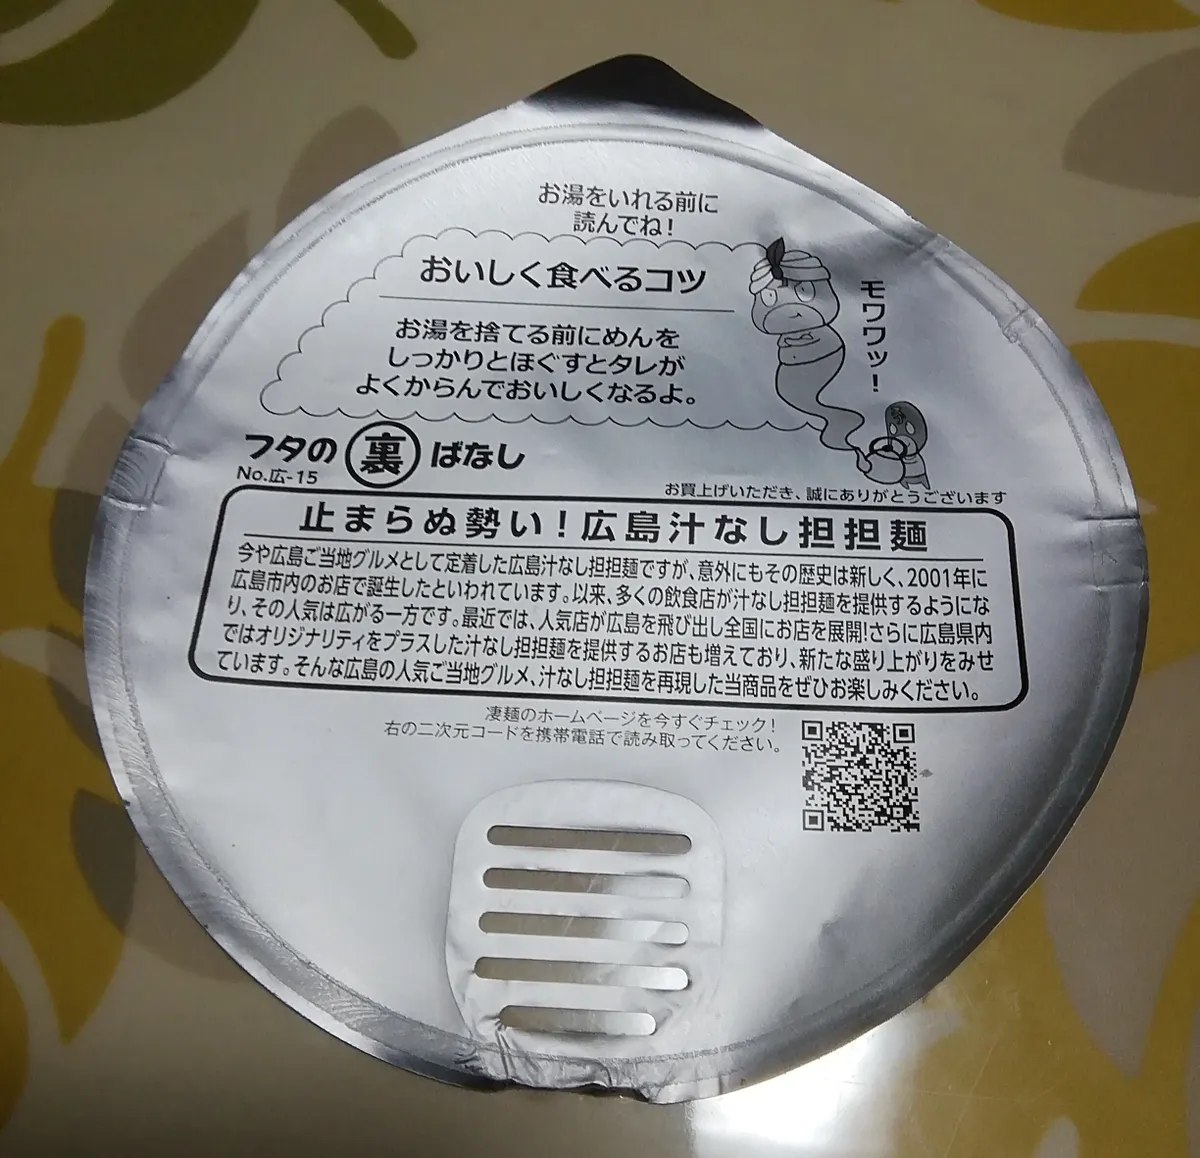 お湯をいれる前に
読んでね！
おいしく食べるコツ
お湯を捨てる前にめんを
しっかりとほぐすとタレが
よくからんでおいしくなるよ。
モワワッ！
フタの裏ばなし
No.広-15
お買上げいただき、誠にありがとうございます
止まらぬ勢い！広島汁なし担担麺
今や広島ご当地グルメとして定着した広島汁なし担担麺ですが、意外にもその歴史は新しく、2001年に
広島市内のお店で誕生したといわれています。以来、多くの飲食店が汁なし担担麺を提供するようにな
り、その人気は広がる一方です。最近では、人気店が広島を飛び出し全国にお店を展開！さらに広島県内
ではオリジナリティをプラスした汁なし担担麺を提供するお店も増えており、新たな盛り上がりをみせ
ています。そんな広島の人気ご当地グルメ、汁なし担担麺を再現した当商品をぜひお楽しみください。
凄麺のホームページを今すぐチェック！
右の二次元コードを携帯電話で読み取ってください。